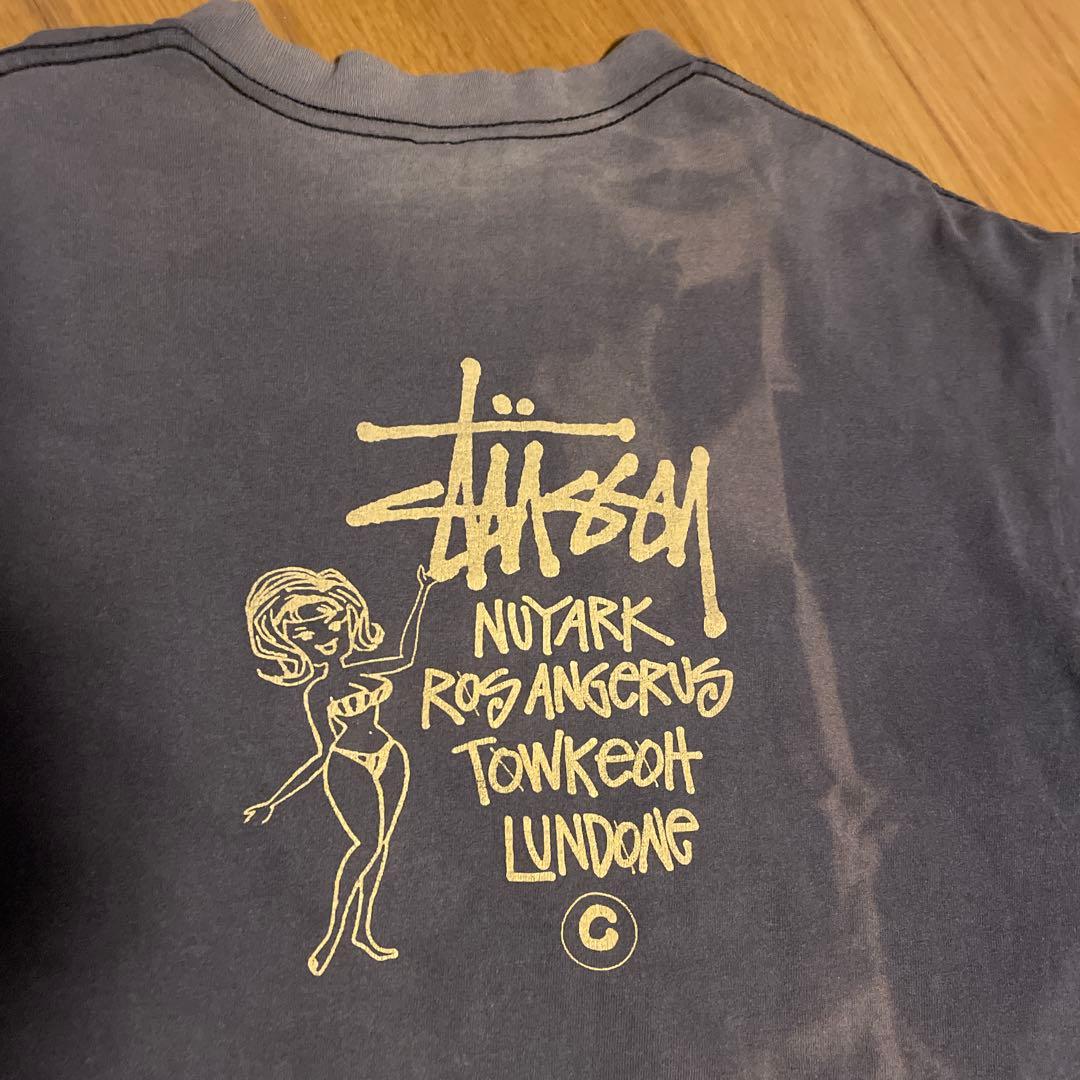 Stüssy
NUYARK
ROS ANGERUS
TOWKEOH
LUNDONE
©